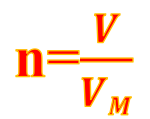 n = V / V_M